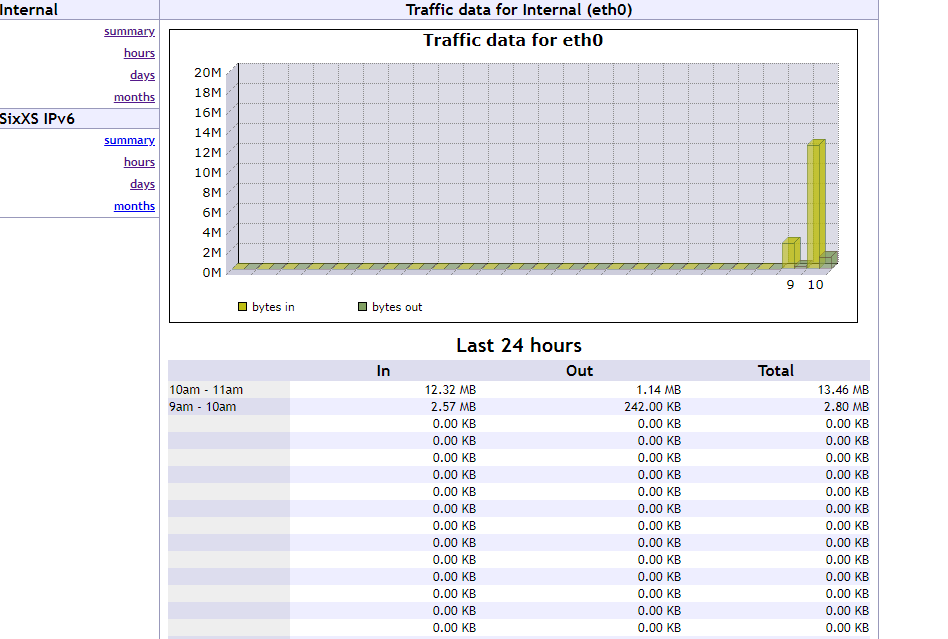 Internal
summary
hours
days
months
SixXS IPv6
summary
hours
days
months
Traffic data for Internal (eth0)
Traffic data for eth0
20M
18M
16M
14M
12M
10M
8M
6M
4M
2M
0M
9 10
bytes in bytes out
Last 24 hours
In Out Total
10am - 11am 12.32 MB 1.14 MB 13.46 MB
9am - 10am 2.57 MB 242.00 KB 2.80 MB
0.00 KB 0.00 KB 0.00 KB
0.00 KB 0.00 KB 0.00 KB
0.00 KB 0.00 KB 0.00 KB
0.00 KB 0.00 KB 0.00 KB
0.00 KB 0.00 KB 0.00 KB
0.00 KB 0.00 KB 0.00 KB
0.00 KB 0.00 KB 0.00 KB
0.00 KB 0.00 KB 0.00 KB
0.00 KB 0.00 KB 0.00 KB
0.00 KB 0.00 KB 0.00 KB
0.00 KB 0.00 KB 0.00 KB
0.00 KB 0.00 KB 0.00 KB
0.00 KB 0.00 KB 0.00 KB